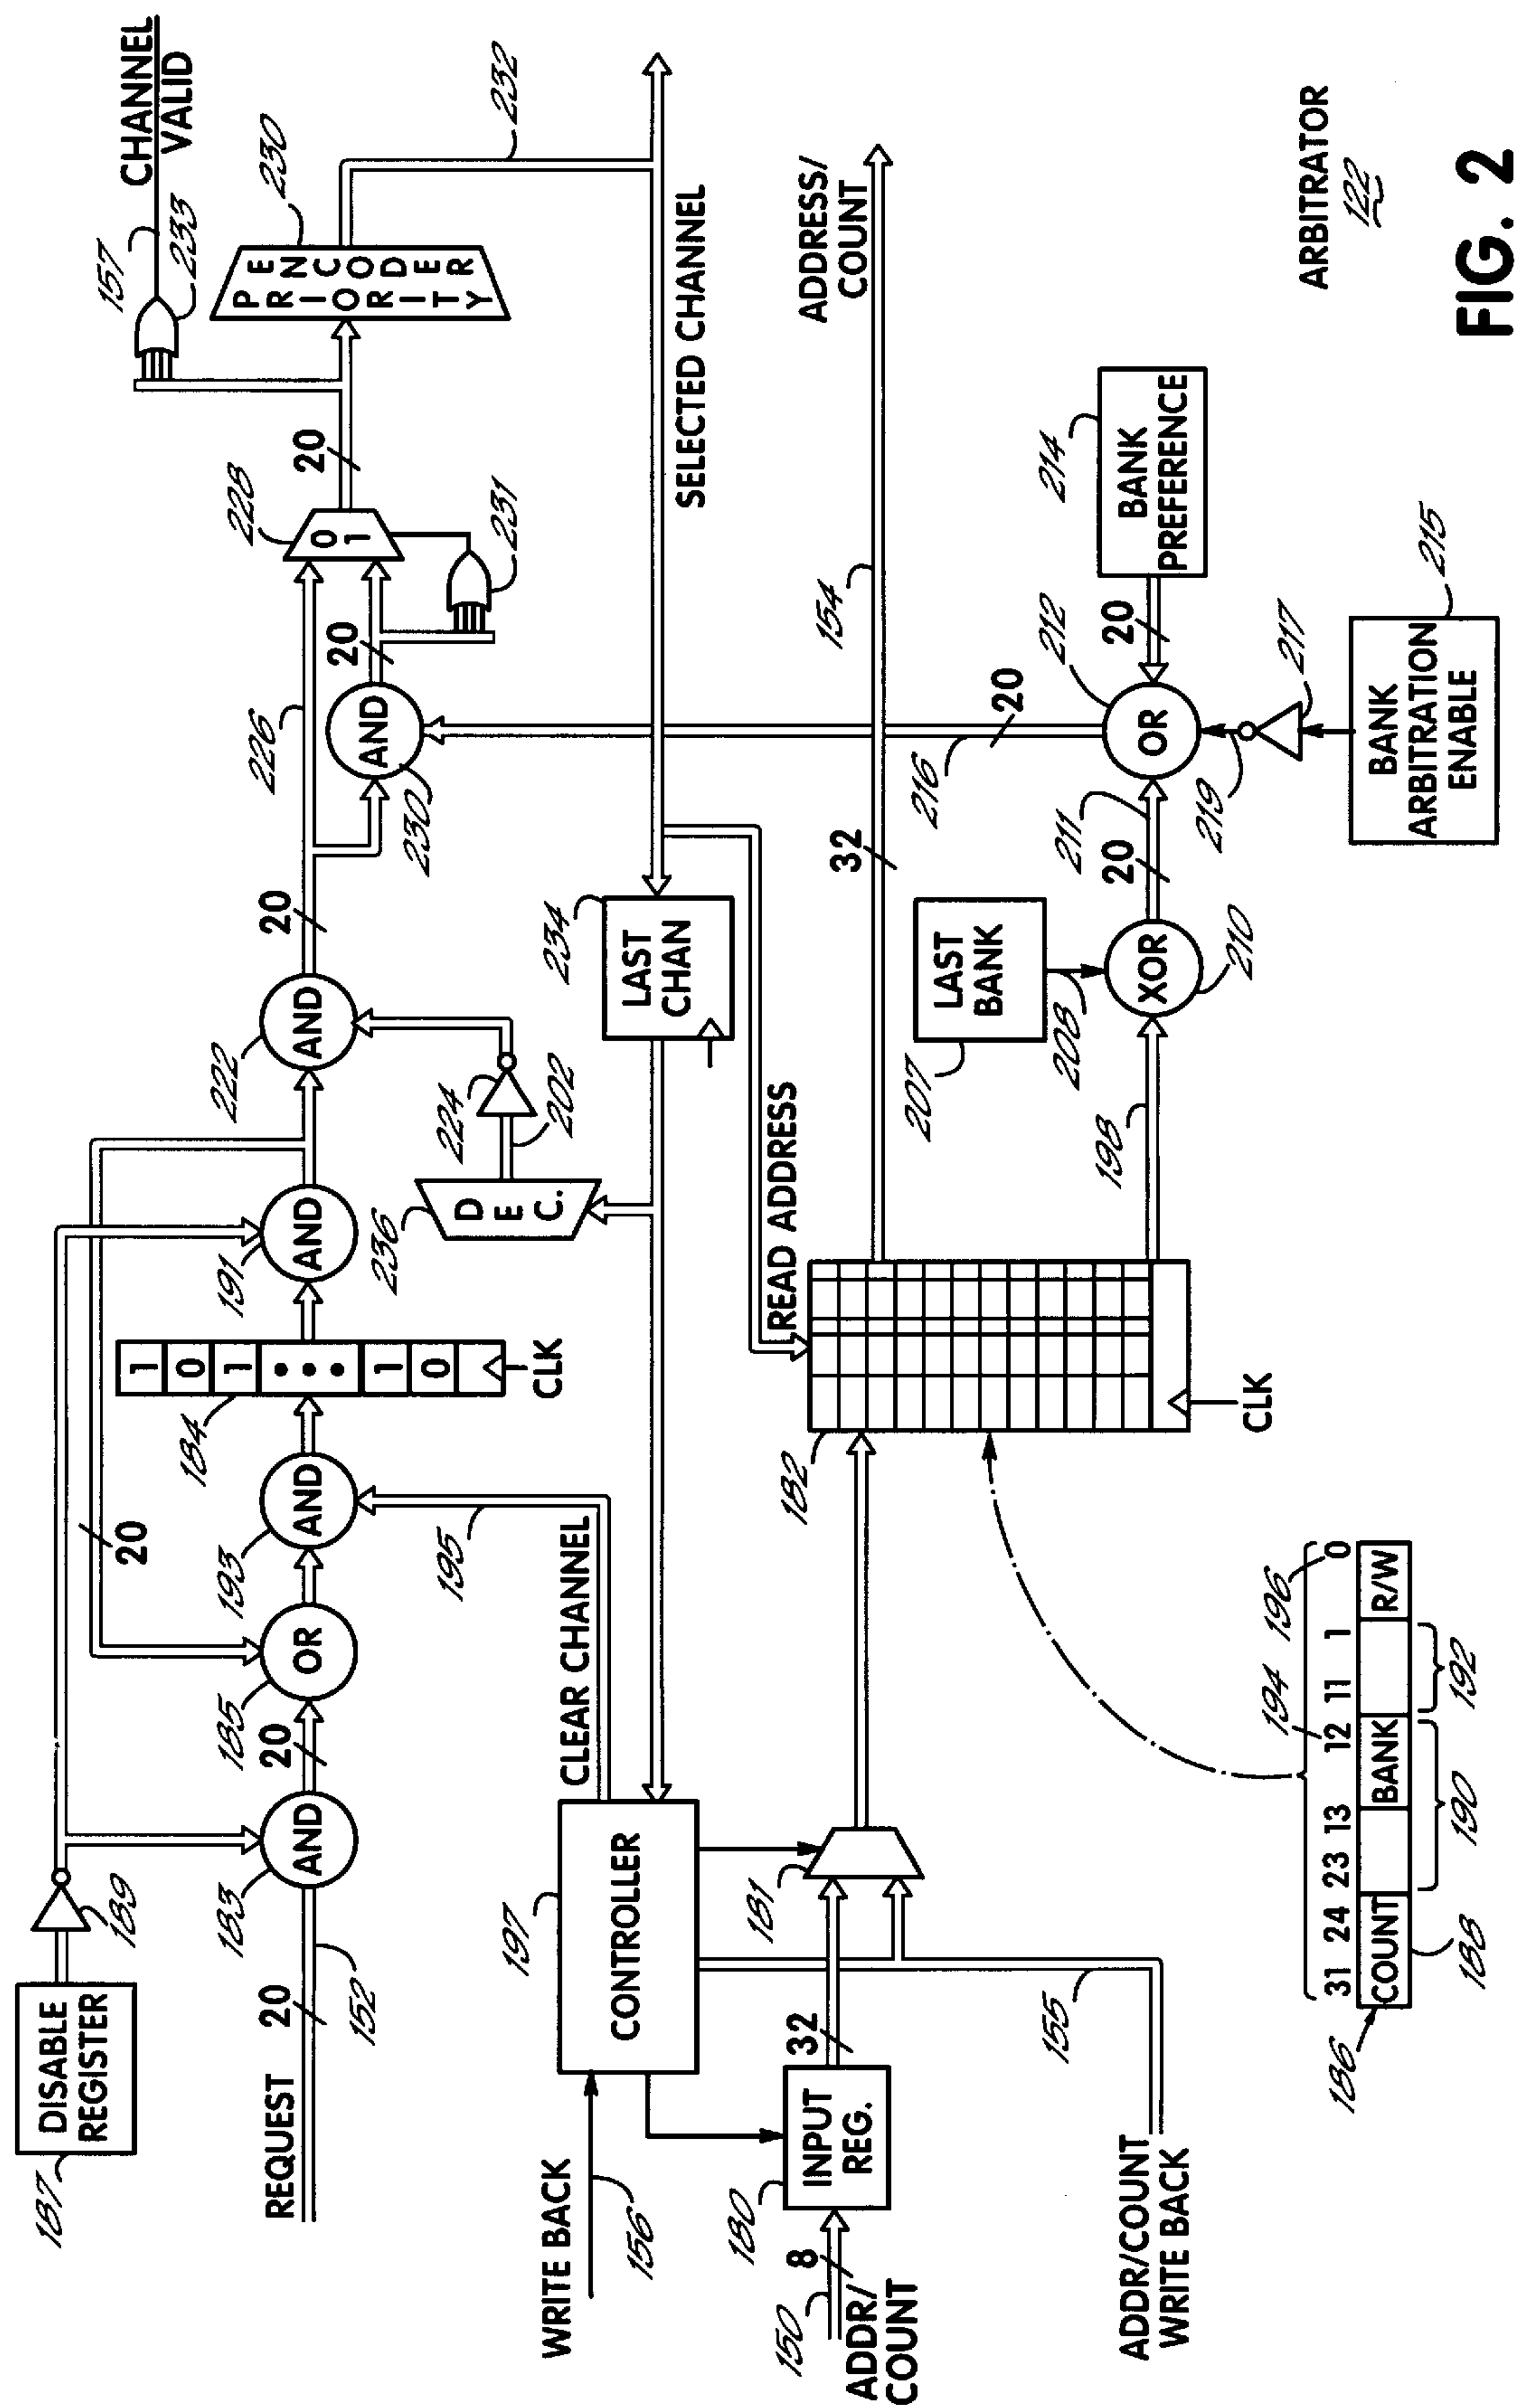 187
DISABLE
REGISTER
189
20
REQUEST
20
152
183
AND
20
185
OR
193
AND
184
1
0
1
1
0
CLK
191
AND
222
AND
20
226
AND
230
20
228
0
1
231
20
157
CHANNEL
VALID
233
PRIORITY
ENCODER
230
232
236
DEC.
224
202
195
CLEAR CHANNEL
197
CONTROLLER
WRITE BACK
156
234
LAST
CHAN
SELECTED CHANNEL
READ ADDRESS
150
8
ADDR/
COUNT
180
INPUT
REG.
32
181
155
ADDR/COUNT
WRITE BACK
182
CLK
32
154
ADDRESS/
COUNT
207
LAST
BANK
208
198
XOR
210
20
211
OR
212
216
20
20
214
BANK
PREFERENCE
219
217
BANK
ARBITRATION
ENABLE
215
194
196
31 24 23 13 12 11 1 0
186
COUNT
BANK
R/W
188
190
192
ARBITRATOR
122
FIG. 2